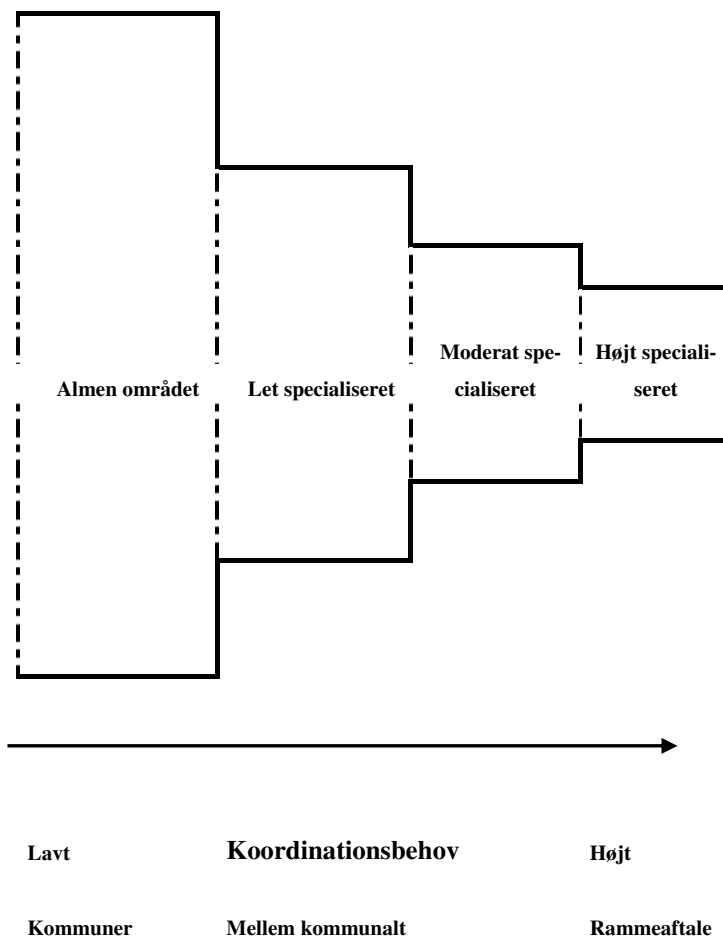 Almen området
Let specialiseret
Moderat spe-
cialiseret
Højt speciali-
seret
Lavt
Koordinationsbehov
Højt
Kommuner
Mellem kommunalt
Rammeaftale